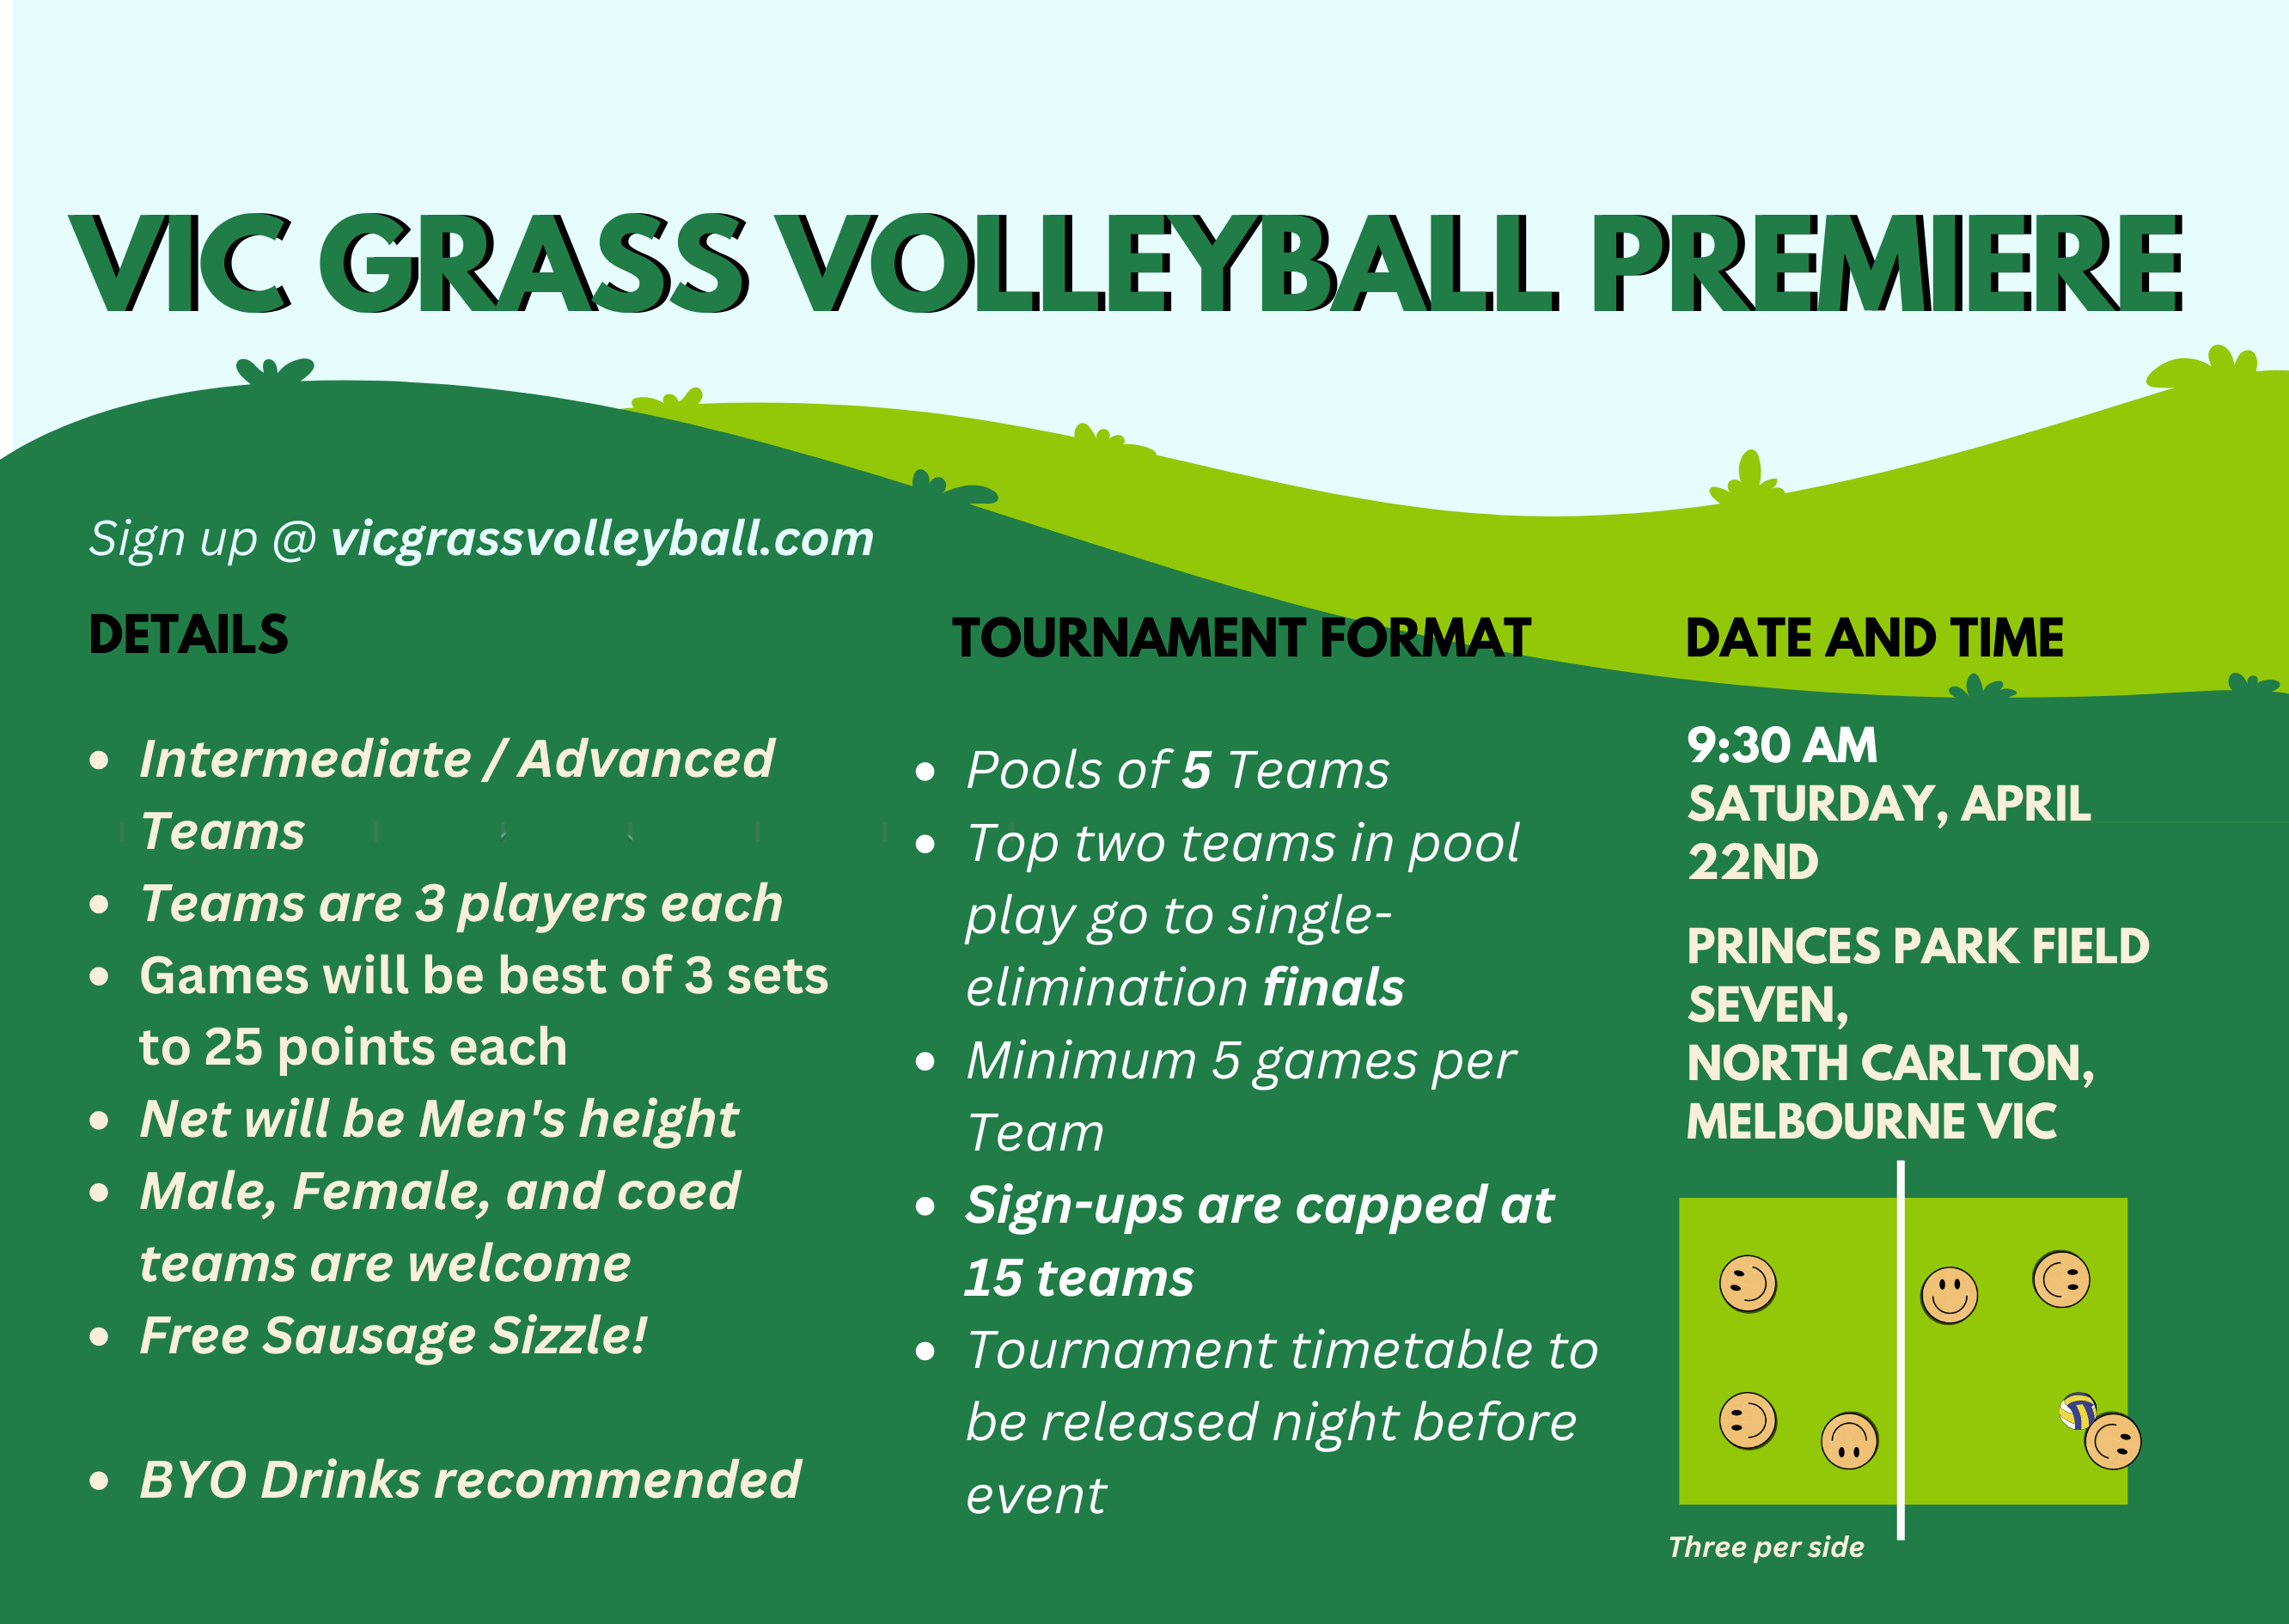 VIC GRASS VOLLEYBALL PREMIERE
Sign up @ vicgrassvolleyball.com
DETAILS
Intermediate / Advanced
Teams
Teams are 3 players each
Games will be best of 3 sets
to 25 points each
Net will be Men's height
Male, Female, and coed
teams are welcome
Free Sausage Sizzle!
BYO Drinks recommended
TOURNAMENT FORMAT
Pools of 5 Teams
Top two teams in pool
play go to single-
elimination finals
Minimum 5 games per
Team
Sign-ups are capped at
15 teams
Tournament timetable to
be released night before
event
DATE AND TIME
9:30 AM
SATURDAY, APRIL
22ND
PRINCES PARK FIELD
SEVEN,
NORTH CARLTON,
MELBOURNE VIC
Three per side